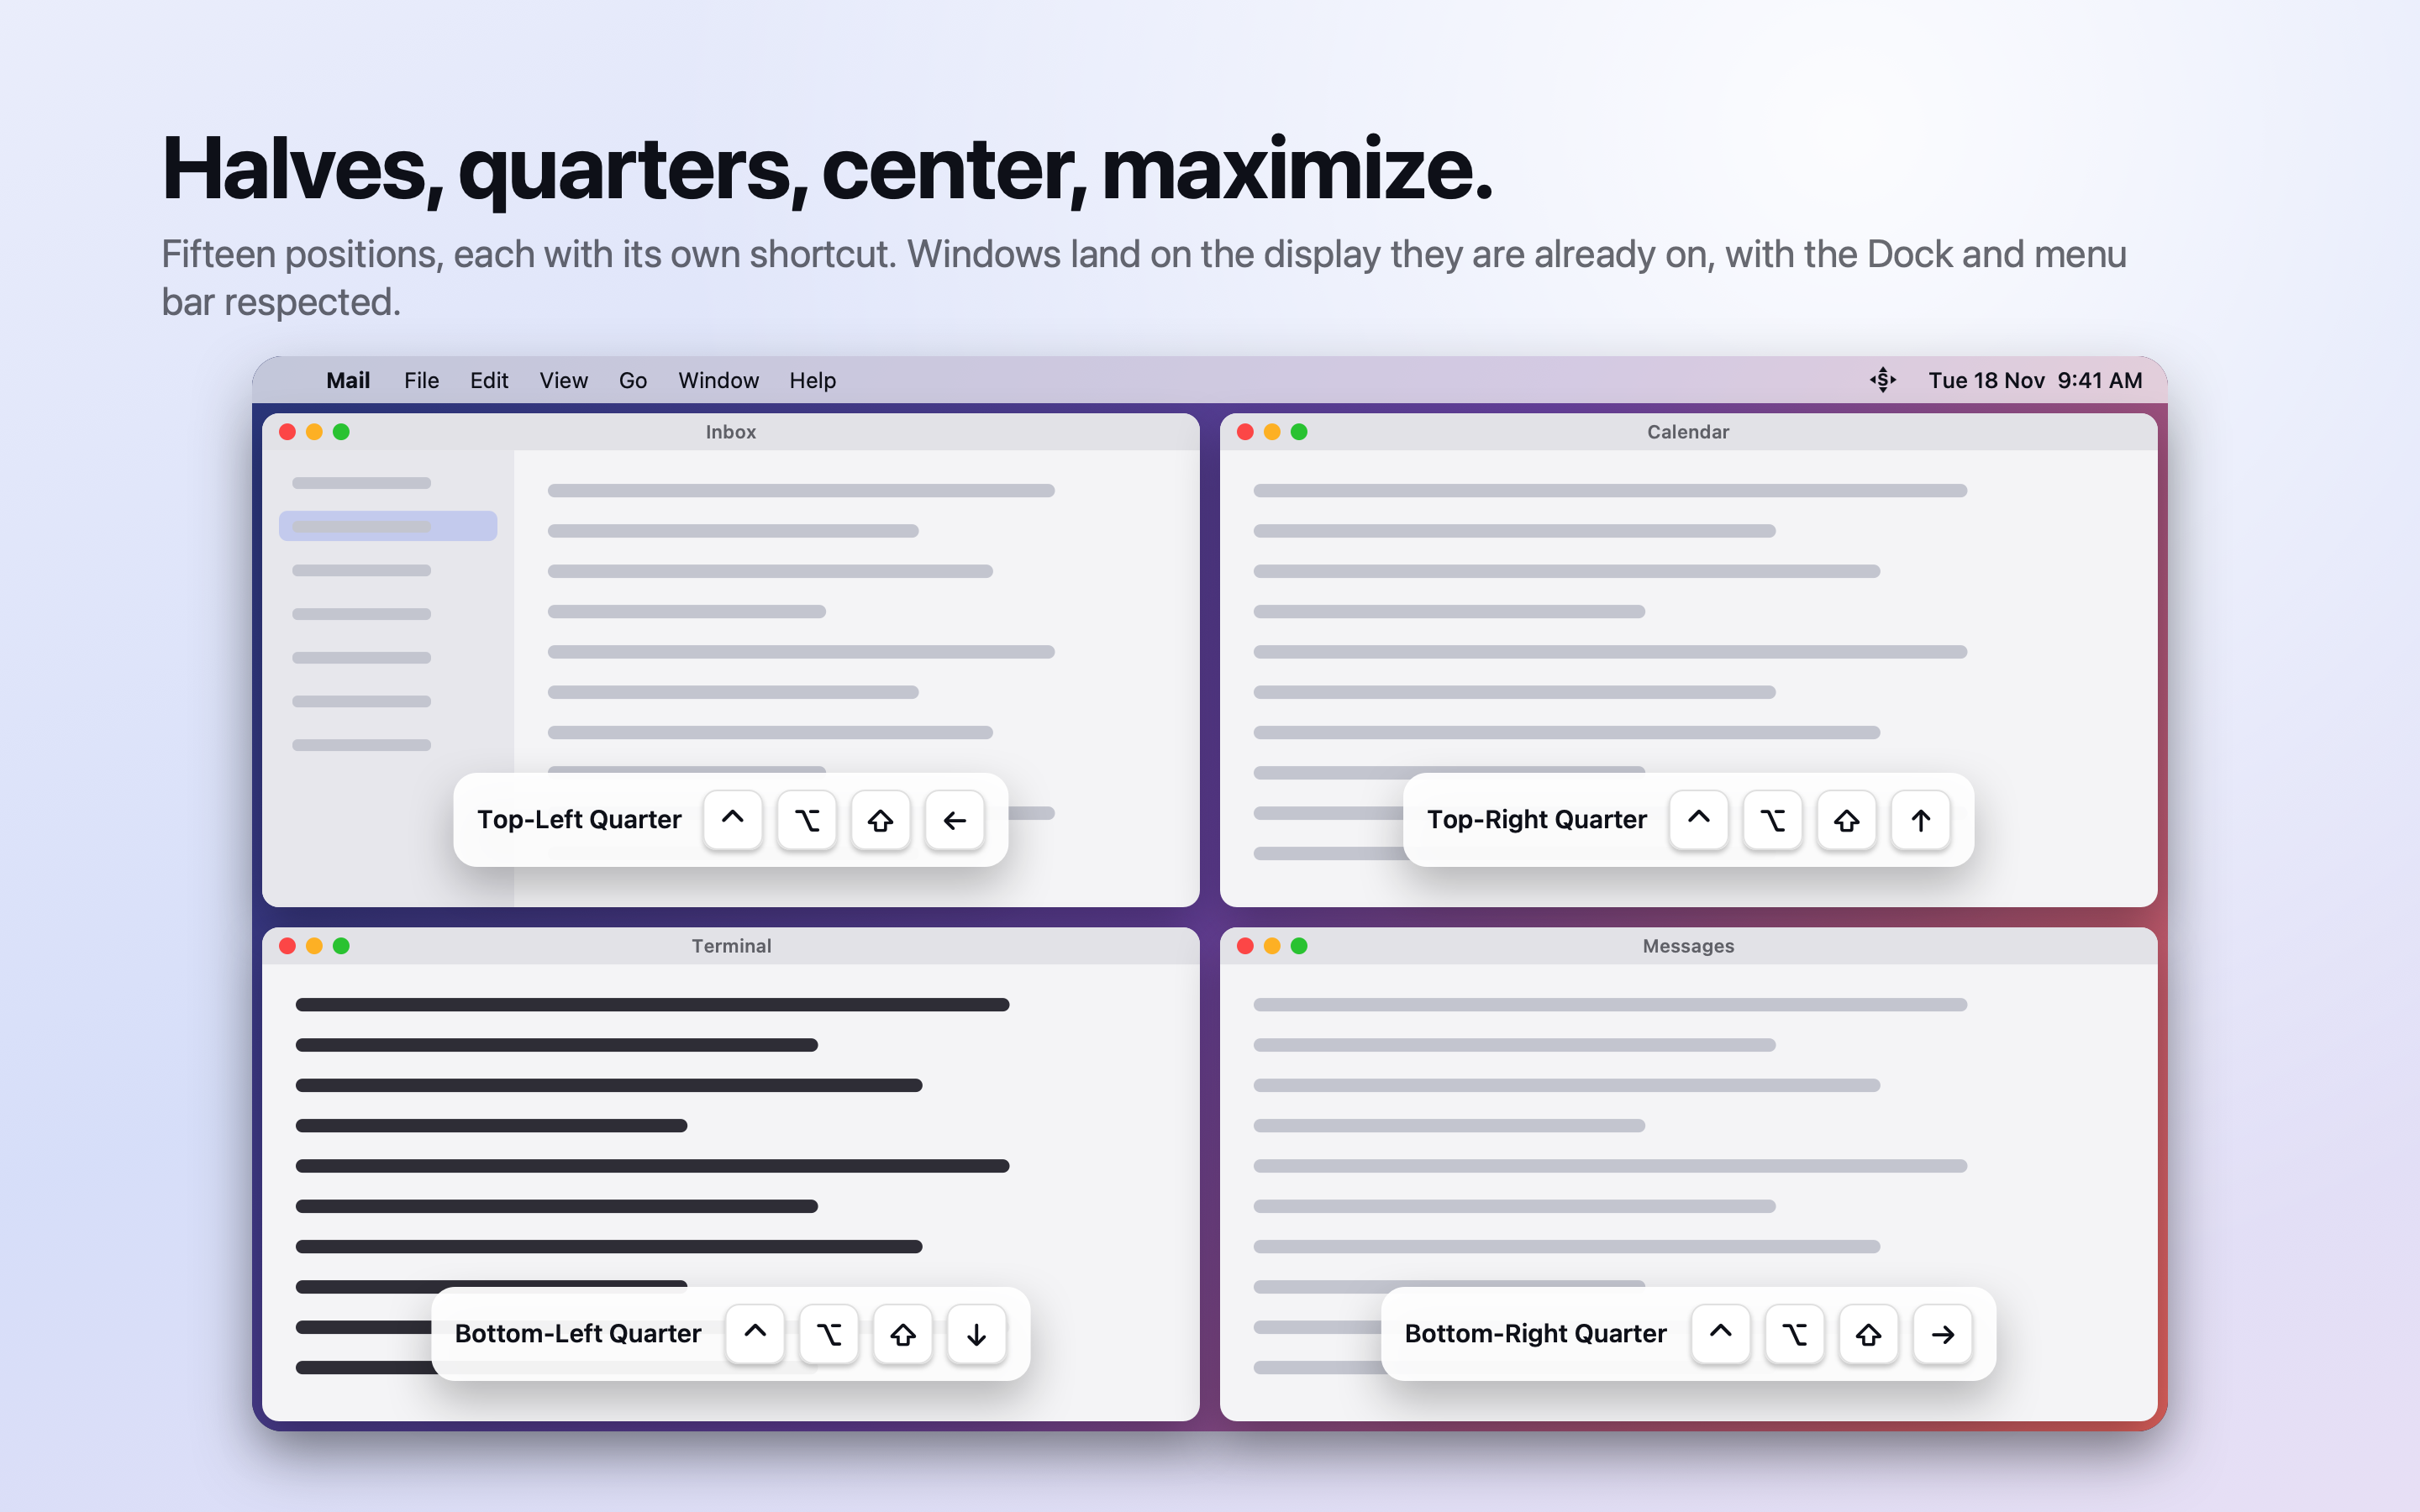 Halves, quarters, center, maximize.
Fifteen positions, each with its own shortcut. Windows land on the display they are already on, with the Dock and menu
bar respected.
Mail File Edit View Go Window Help S Tue 18 Nov 9:41 AM
Inbox
Calendar
Top-Left Quarter ⌃ ⌥ ⇧ ←
Top-Right Quarter ⌃ ⌥ ⇧ ↑
Terminal
Messages
Bottom-Left Quarter ⌃ ⌥ ⇧ ↓
Bottom-Right Quarter ⌃ ⌥ ⇧ →